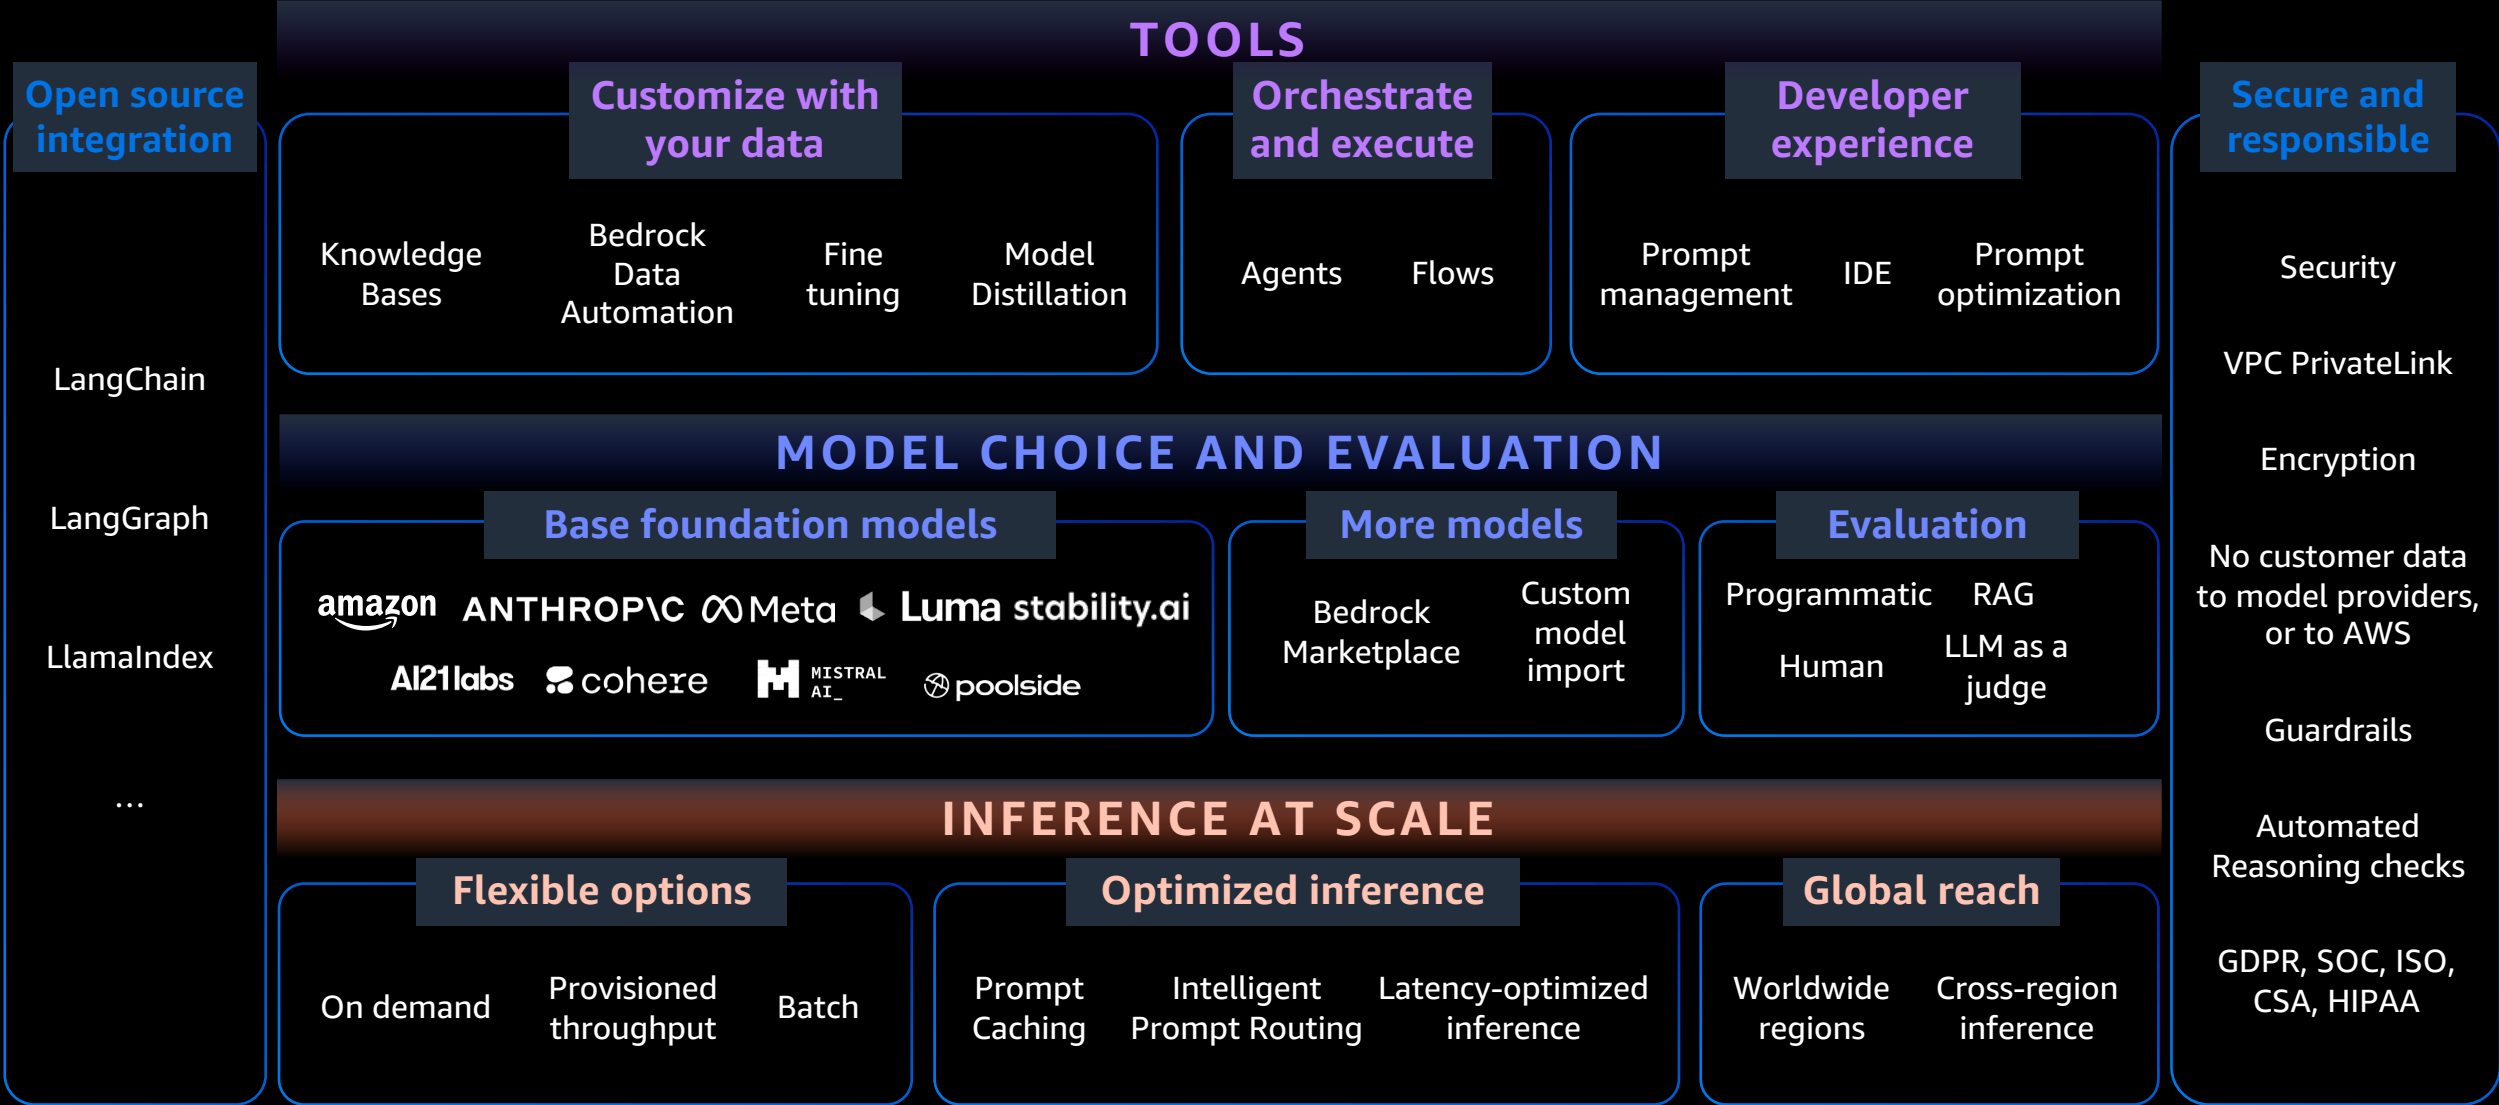 TOOLS
Open source
integration
LangChain
LangGraph
LlamaIndex
...
Customize with
your data
Knowledge
Bases
Bedrock
Data
Automation
Fine
tuning
Model
Distillation
Orchestrate
and execute
Agents
Flows
Developer
experience
Prompt
management
IDE
Prompt
optimization
MODEL CHOICE AND EVALUATION
Base foundation models
amazon
ANTHROP\C
Meta
Luma
stability.ai
AI21labs
cohere
MISTRAL
AI_
poolside
More models
Bedrock
Marketplace
Custom
model
import
Evaluation
Programmatic
RAG
Human
LLM as a
judge
INFERENCE AT SCALE
Flexible options
On demand
Provisioned
throughput
Batch
Optimized inference
Prompt
Caching
Intelligent
Prompt Routing
Latency-optimized
inference
Global reach
Worldwide
regions
Cross-region
inference
Secure and
responsible
Security
VPC PrivateLink
Encryption
No customer data
to model providers,
or to AWS
Guardrails
Automated
Reasoning checks
GDPR, SOC, ISO,
CSA, HIPAA